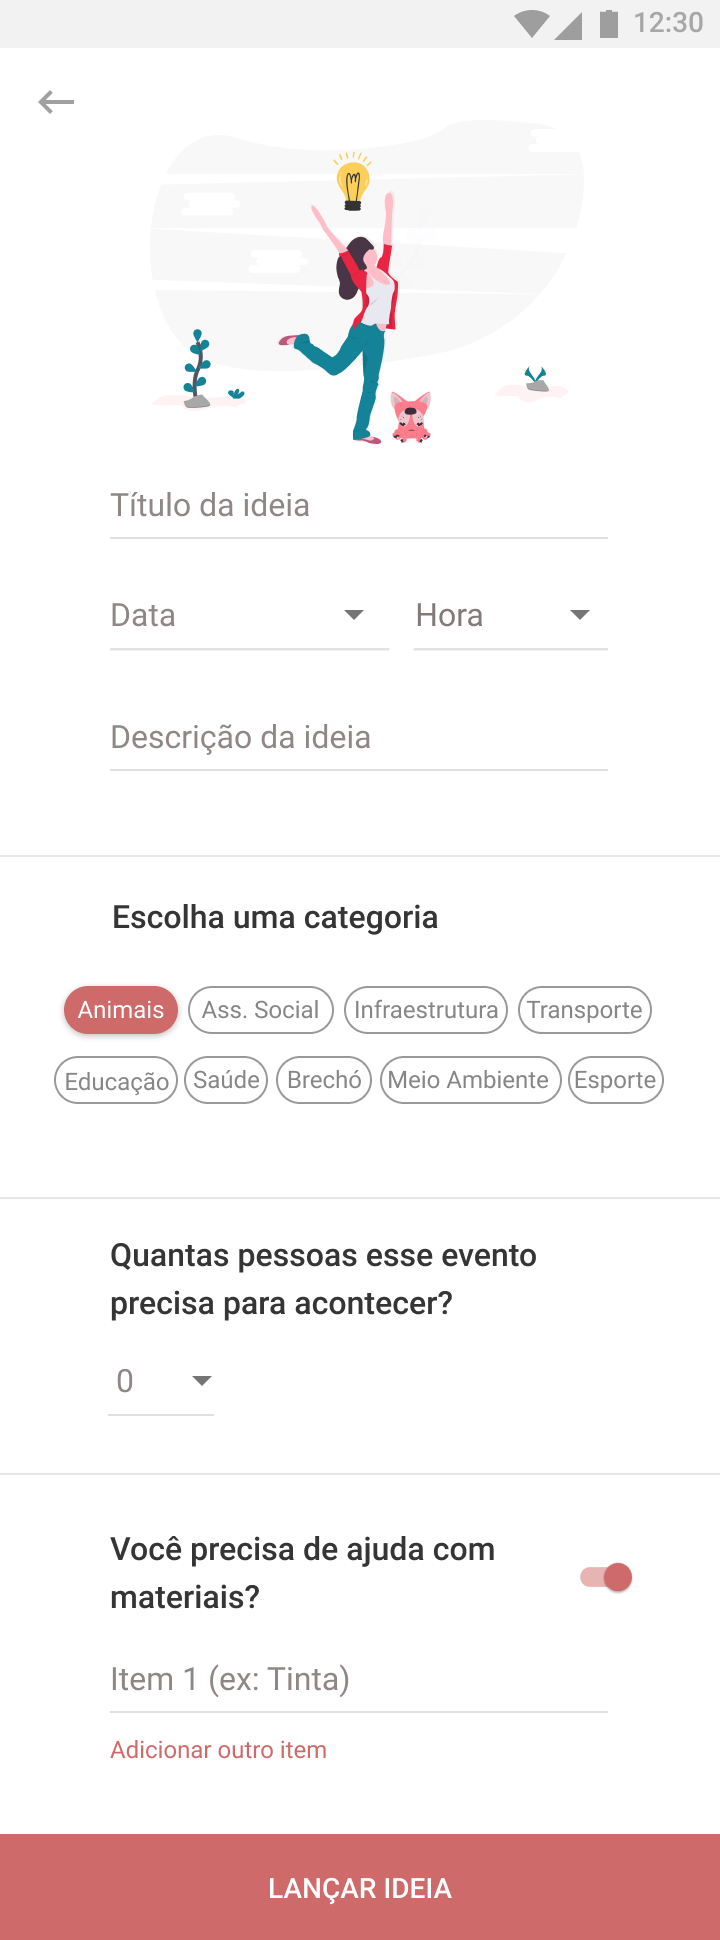 12:30
Título da ideia
Data
Hora
Descrição da ideia
Escolha uma categoria
Animais
Ass. Social
Infraestrutura
Transporte
Educação
Saúde
Brechó
Meio Ambiente
Esporte
Quantas pessoas esse evento
precisa para acontecer?
0
Você precisa de ajuda com
materiais?
Item 1 (ex: Tinta)
Adicionar outro item
LANÇAR IDEIA